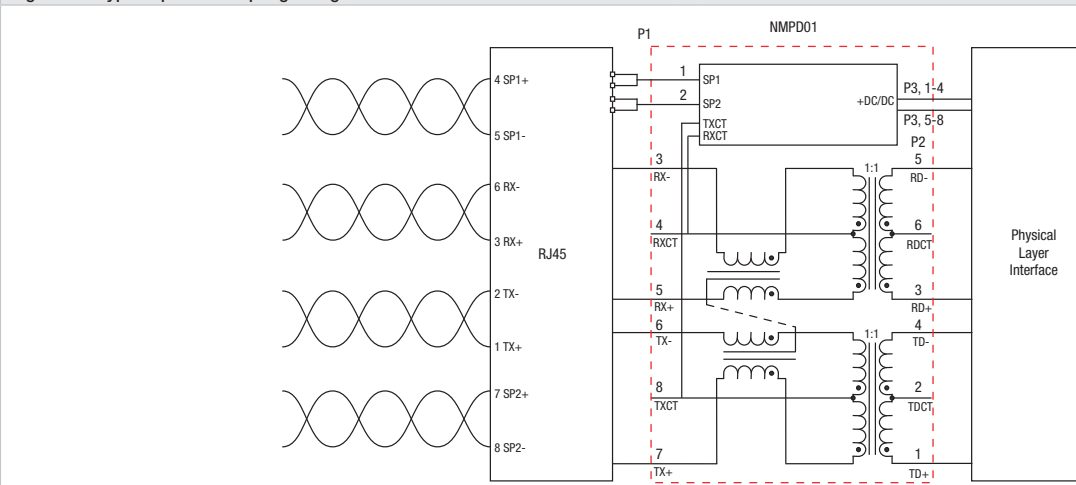 P1
NMPD01
4 SP1+
5 SP1-
6 RX-
3 RX+
2 TX-
1 TX+
7 SP2+
8 SP2-
RJ45
1
SP1
2
SP2
TXCT
RXCT
+DC/DC
P3, 1-4
P3, 5-8
P2
3
RX-
4
RXCT
5
RX+
6
TX-
8
TXCT
7
TX+
1:1
5
RD-
6
RDCT
3
RD+
1:1
4
TD-
2
TDCT
1
TD+
Physical
Layer
Interface